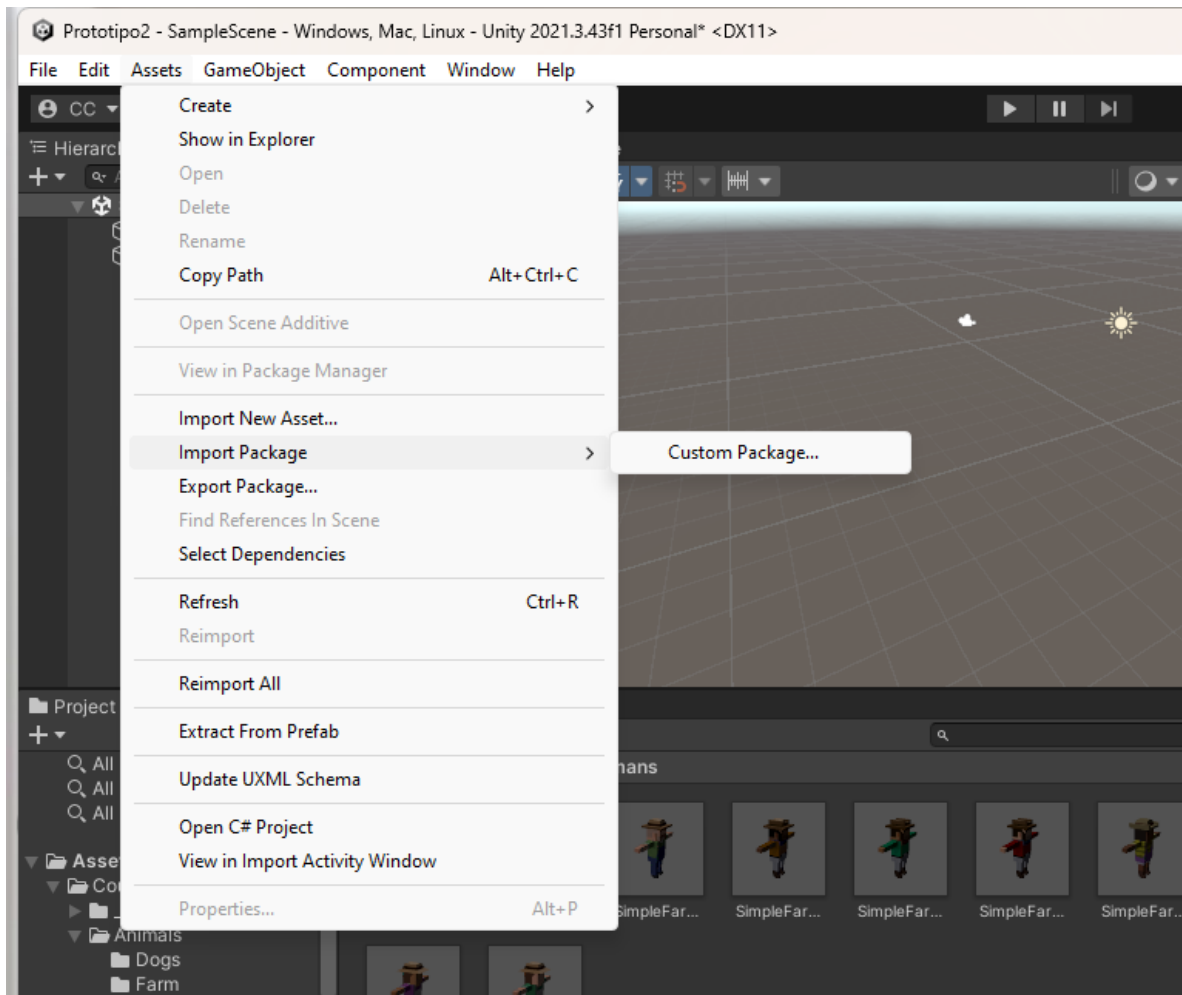 Prototipo2 - SampleScene - Windows, Mac, Linux - Unity 2021.3.43f1 Personal* <DX11>
File Edit Assets GameObject Component Window Help
CC
Create
Show in Explorer
Hierarcl
Open
Delete
Rename
Copy Path Alt+Ctrl+C
Open Scene Additive
View in Package Manager
Import New Asset...
Import Package Custom Package...
Export Package...
Find References In Scene
Select Dependencies
Refresh Ctrl+R
Reimport
Reimport All
Project
Extract From Prefab
All
All
All
nans
Update UXML Schema
Open C# Project
View in Import Activity Window
Asse
Cou
Properties... Alt+P
SimpleFar... SimpleFar... SimpleFar... SimpleFar... SimpleFar..
Animals
Dogs
Farm